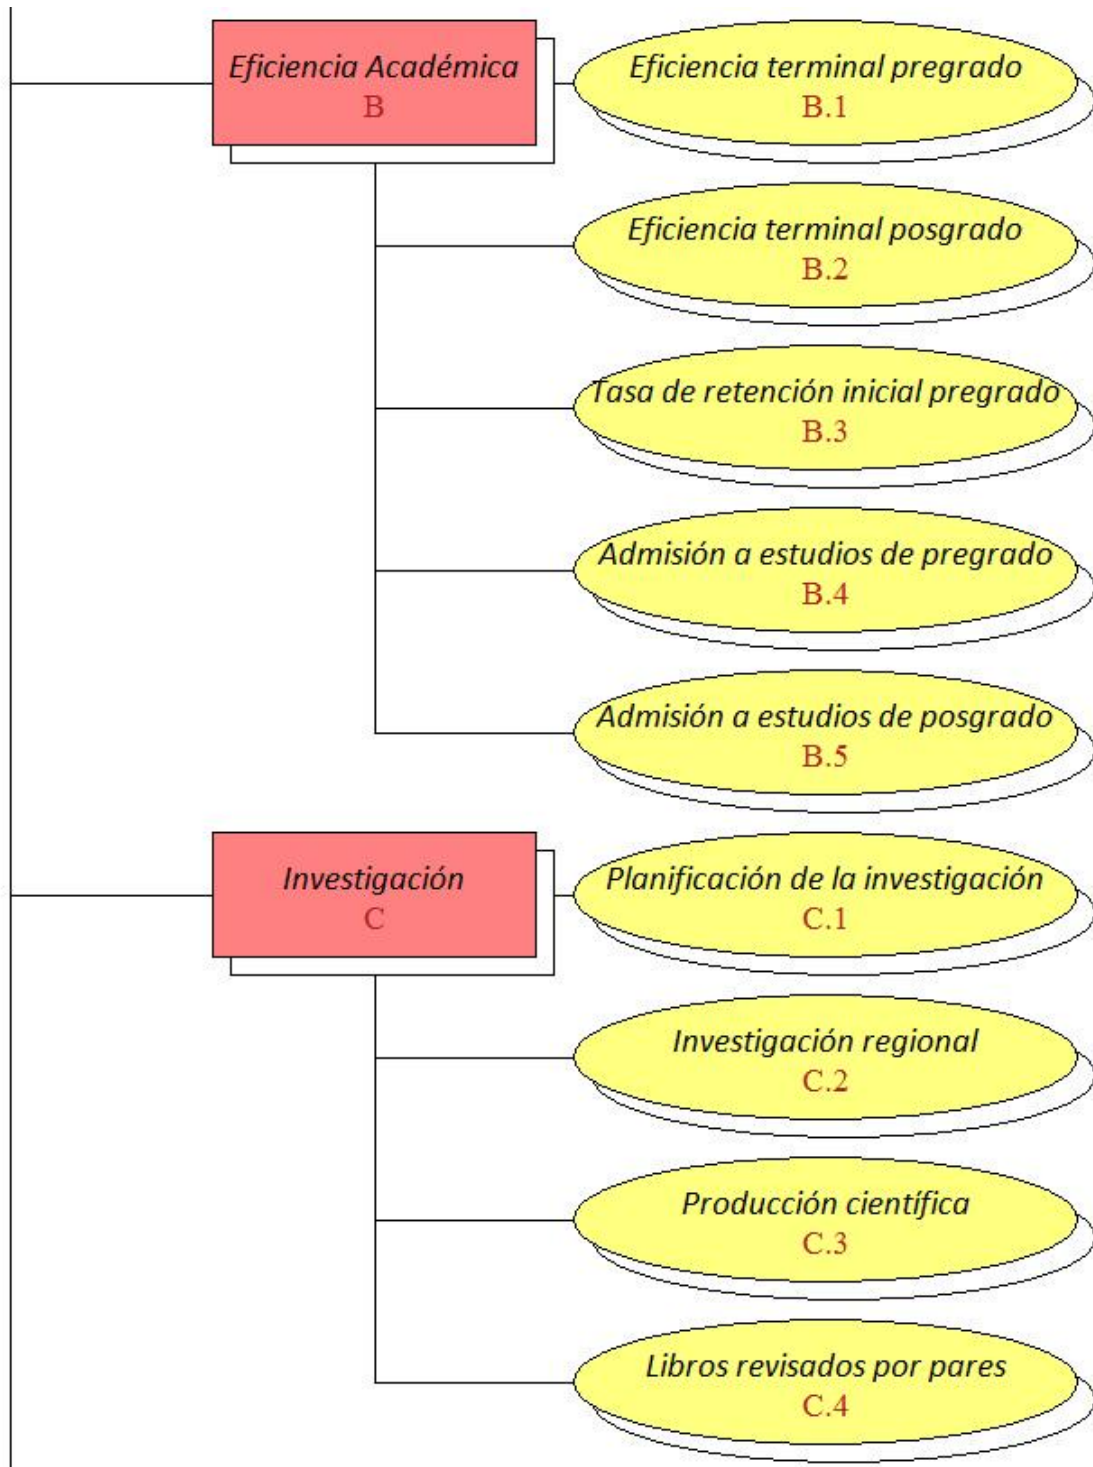 Eficiencia Académica
B
Eficiencia terminal pregrado
B.1
Eficiencia terminal posgrado
B.2
Tasa de retención inicial pregrado
B.3
Admisión a estudios de pregrado
B.4
Admisión a estudios de posgrado
B.5
Investigación
C
Planificación de la investigación
C.1
Investigación regional
C.2
Producción científica
C.3
Libros revisados por pares
C.4